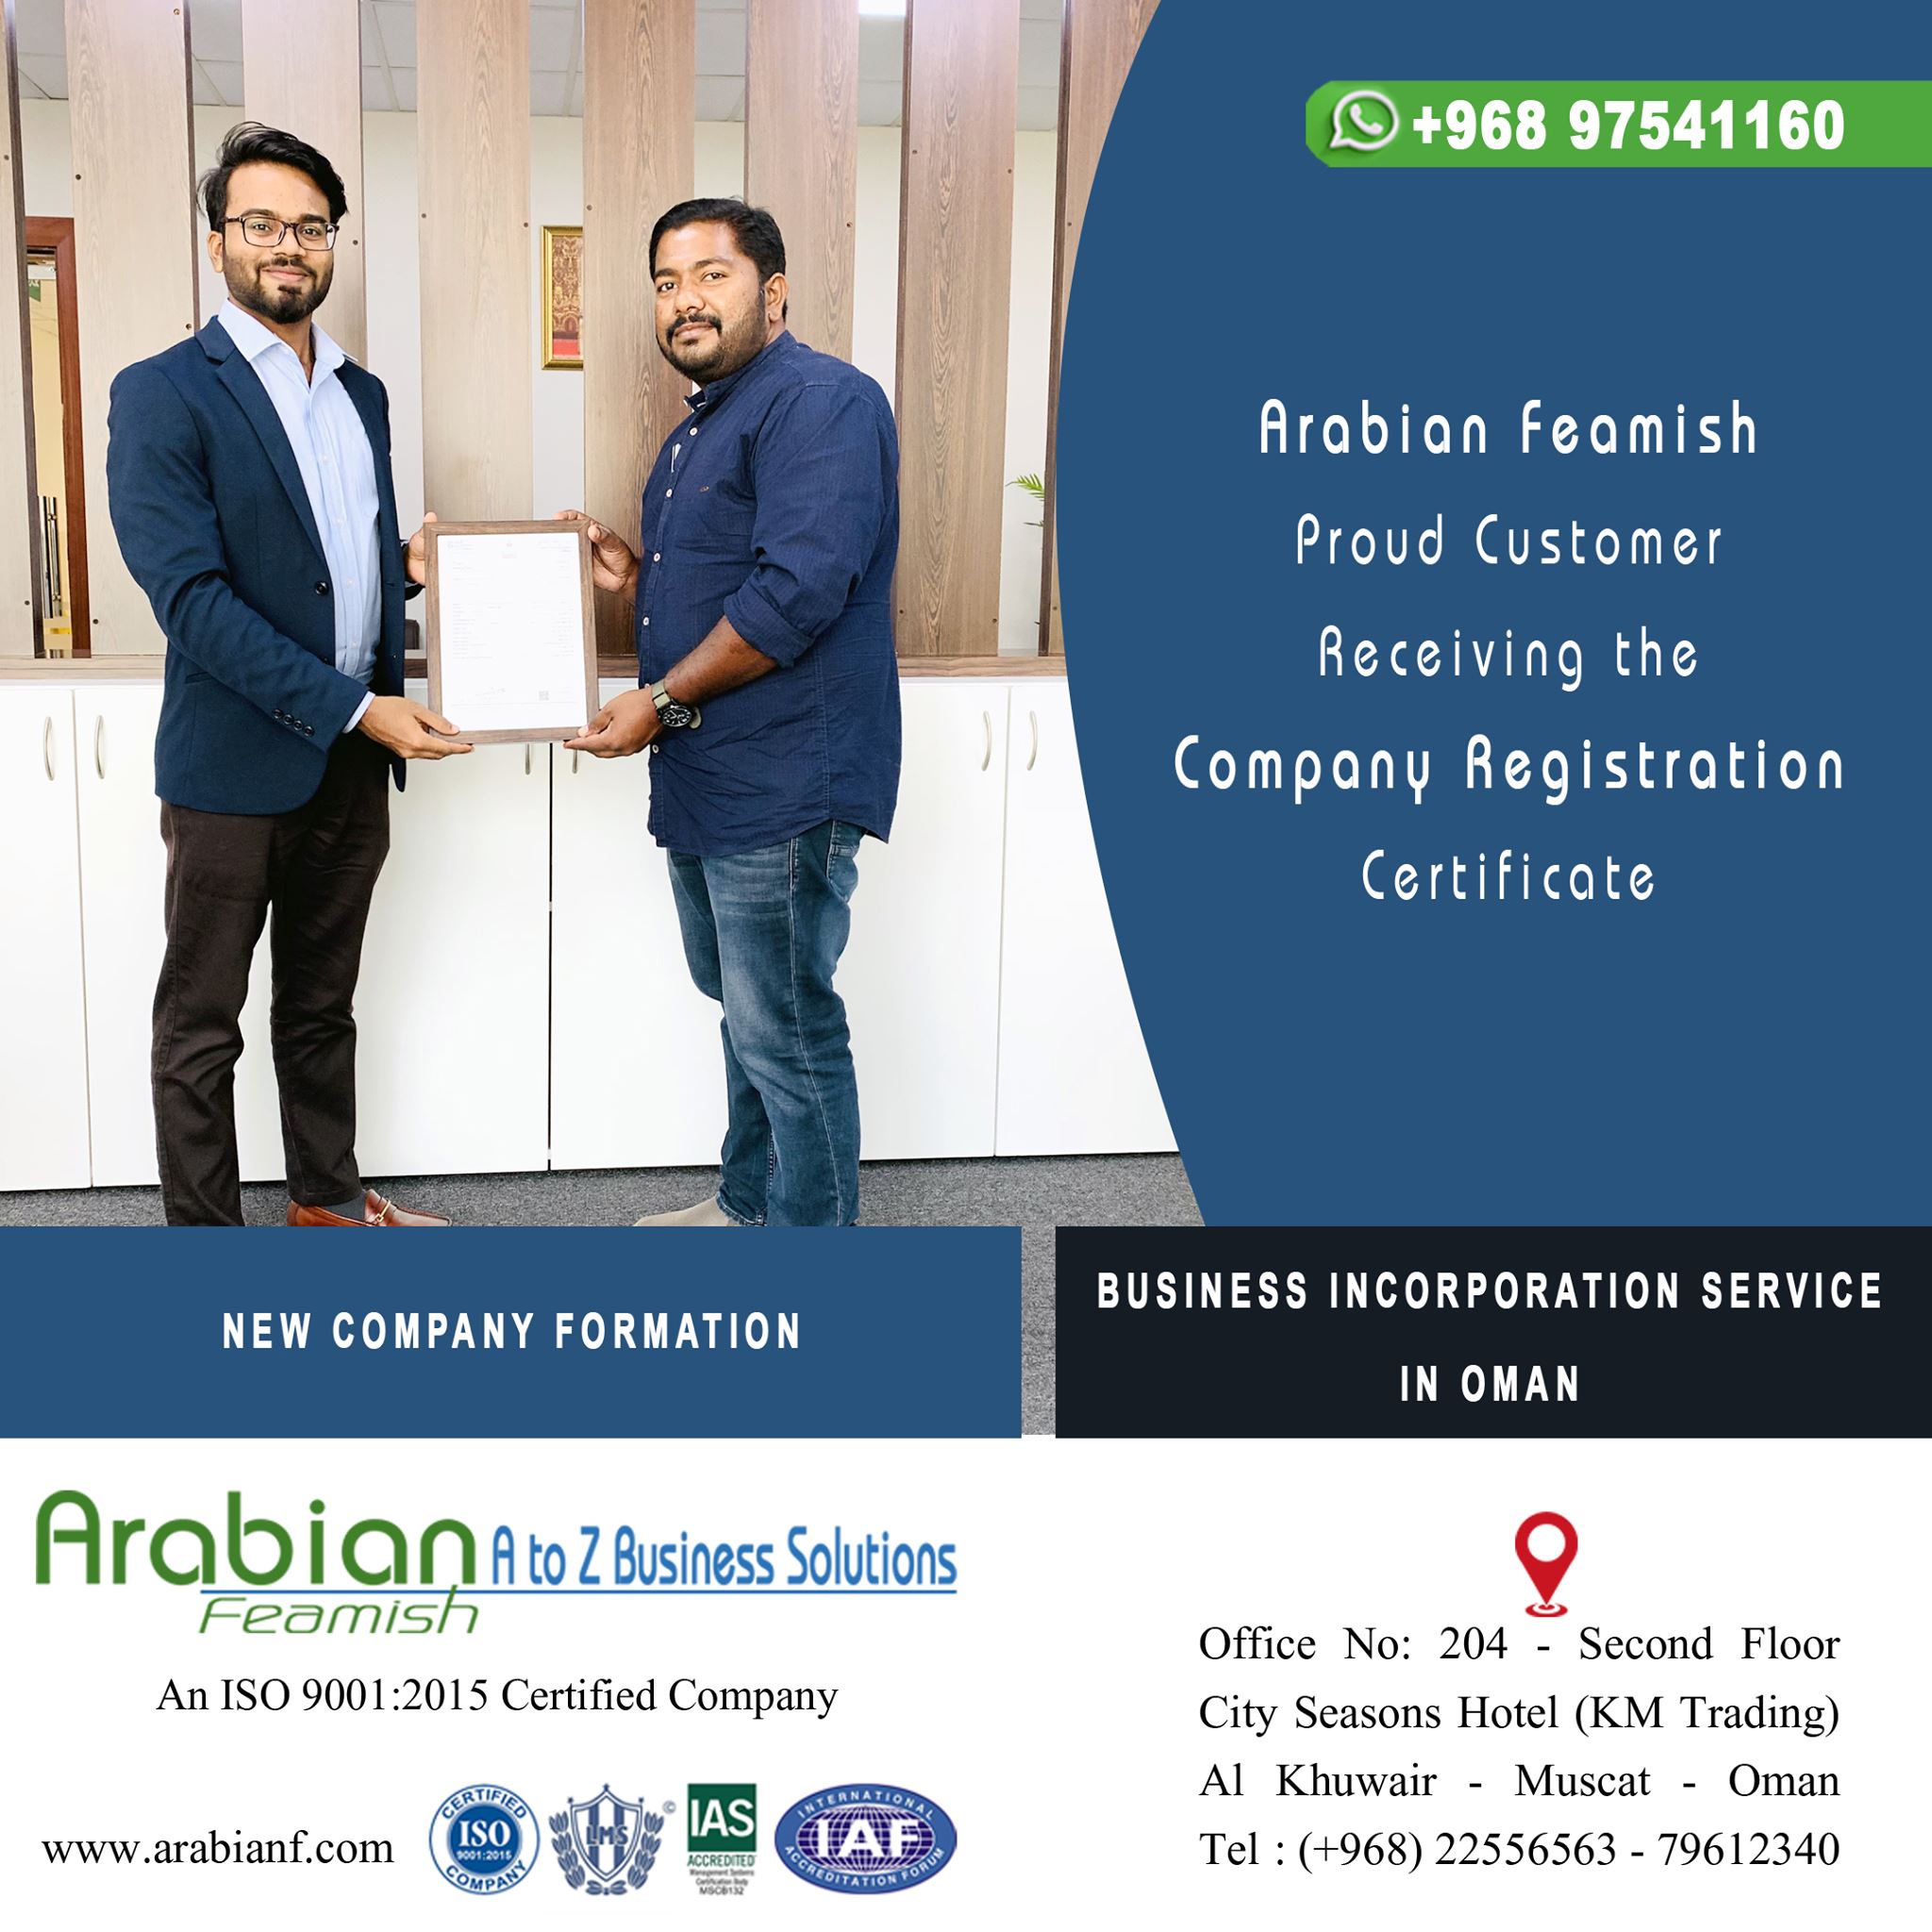 +968 97541160
Arabian Feamish
Proud Customer
Receiving the
Company Registration
Certificate
NEW COMPANY FORMATION
BUSINESS INCORPORATION SERVICE
IN OMAN
Arabian A to Z Business Solutions
Feamish
An ISO 9001:2015 Certified Company
www.arabianf.com
CERTIFIED
ISO
9001:2015
COMPANY
LMS
©
IAS
ACCREDITED
Management Systems
Certification Body
MSCB132
INTERNATIONAL
IAF
ACCREDITATION FORUM
Office No: 204 - Second Floor
City Seasons Hotel (KM Trading)
Al Khuwair - Muscat - Oman
Tel : (+968) 22556563 - 79612340